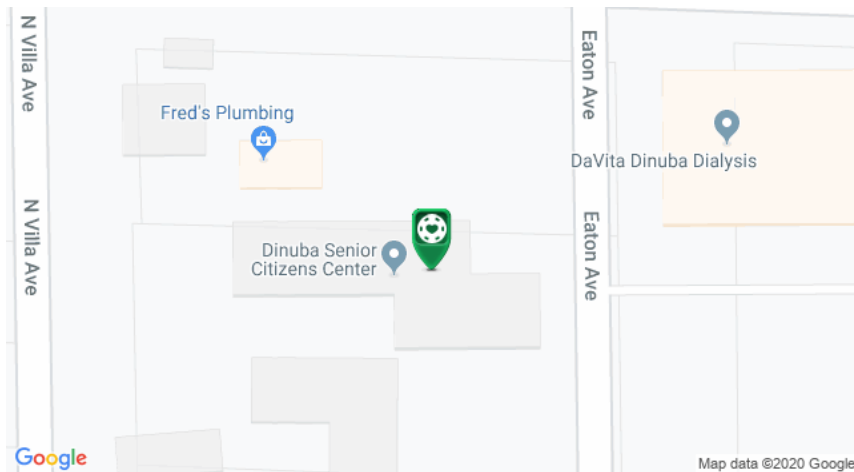 N Villa Ave
Eaton Ave
Fred's Plumbing
DaVita Dinuba Dialysis
N Villa Ave
Eaton Ave
Dinuba Senior
Citizens Center
Google
Map data ©2020 Google